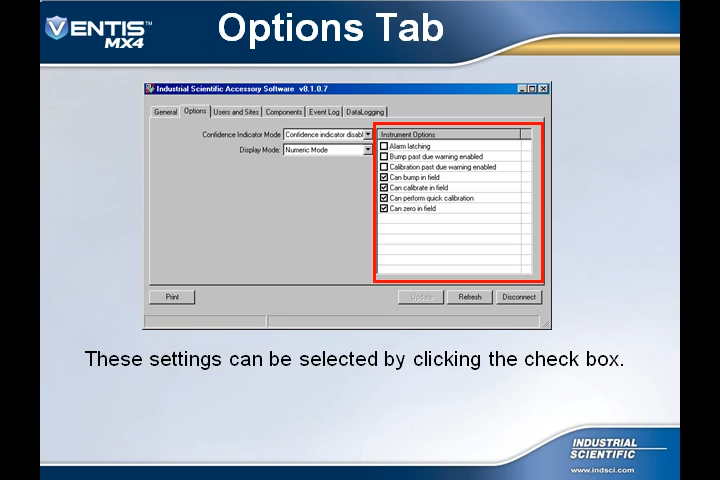 VENTIS™
MX4
Options Tab
Industrial Scientific Accessory Software v8.1.0.7
General Options Users and Sites Components Event Log DataLogging
Confidence Indicator Mode Confidence indicator disabl
Display Mode: Numeric Mode
Instrument Options
Alarm latching
Bump past due warning enabled
Calibration past due warning enabled
Can bump in field
Can calibrate in field
Can perform quick calibration
Can zero in field
Print Update Refresh Disconnect
These settings can be selected by clicking the check box.
INDUSTRIAL
SCIENTIFIC
www.indsci.com